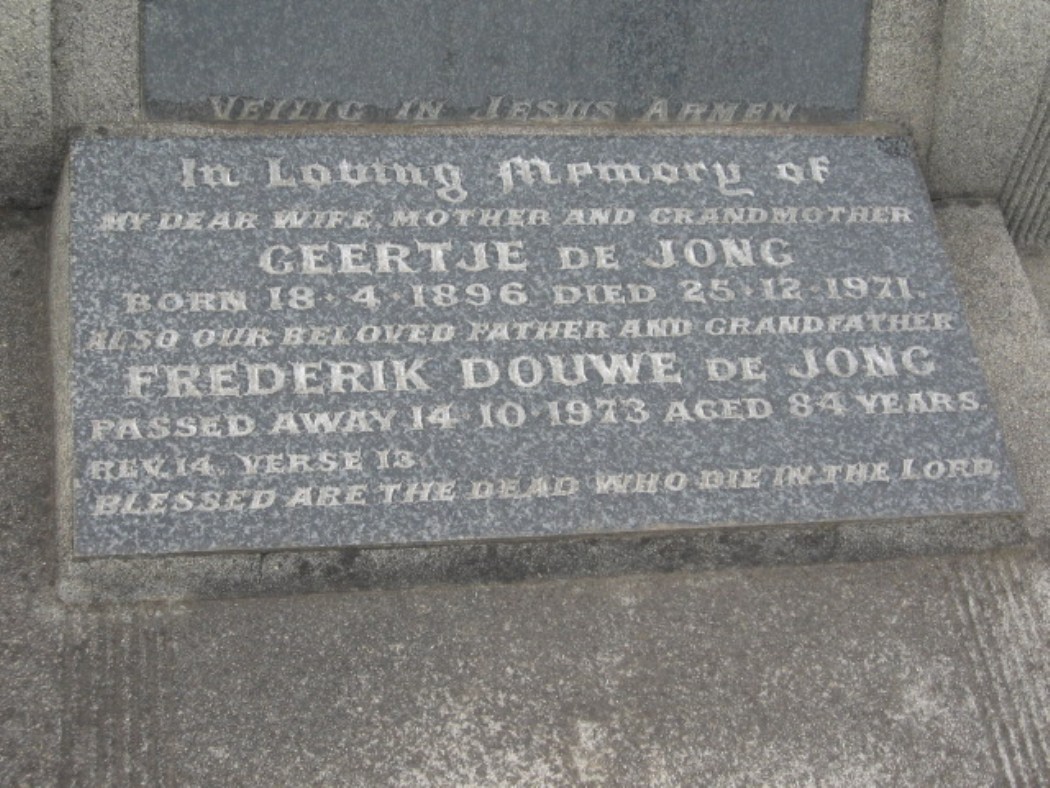 VEILIG IN JESUS ARMEN
In Loving Memory of
MY DEAR WIFE, MOTHER AND GRANDMOTHER
GEERTJE DE JONG
BORN 18·4·1896 DIED 25·12·1971.
ALSO OUR BELOVED FATHER AND GRANDFATHER
FREDERIK DOUWE DE JONG
PASSED AWAY 14·10·1973 AGED 84 YEARS
REV. 14 VERSE 13.
BLESSED ARE THE DEAD WHO DIE IN THE LORD.